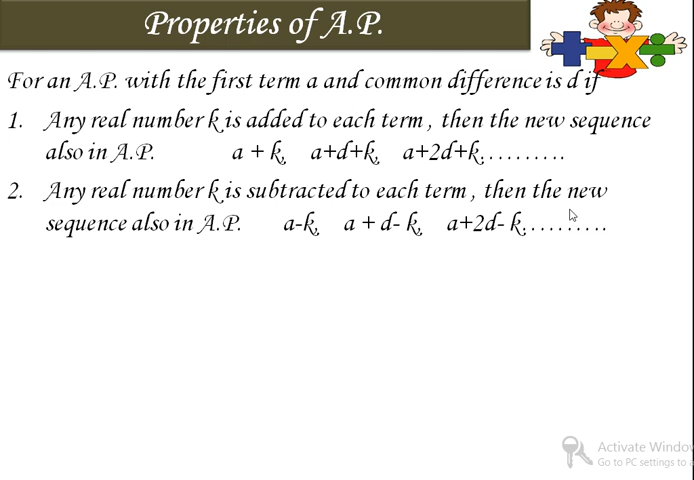 Properties of A.P.
For an A.P. with the first term a and common difference is d if
1. Any real number k is added to each term , then the new sequence
also in A.P. a + k, a+d+k, a+2d+k..........
2. Any real number k is subtracted to each term , then the new
sequence also in A.P. a-k, a + d- k, a+2d- k..........
Activate Window
Go to PC settings to a